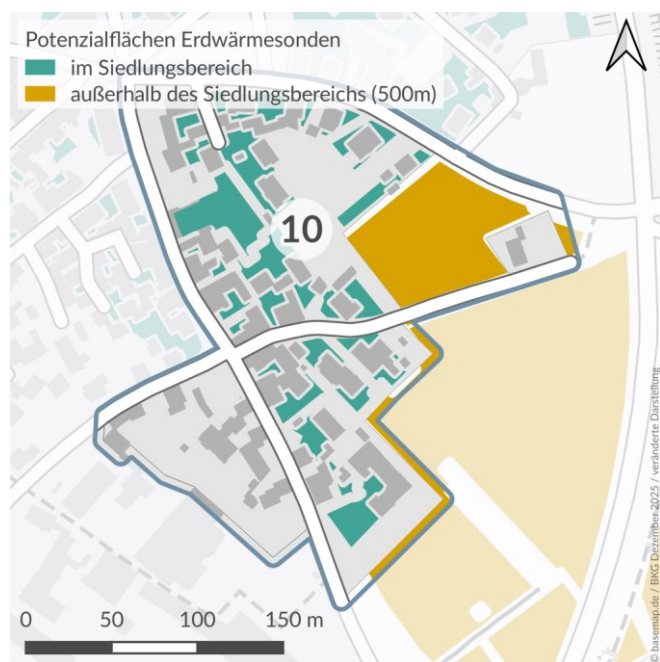 Potenzialflächen Erdwärmesonden
im Siedlungsbereich
außerhalb des Siedlungsbereichs (500m)
10
0 50 100 150 m
© basemap.de / BKG Dezember 2025 / veränderte Darstellung